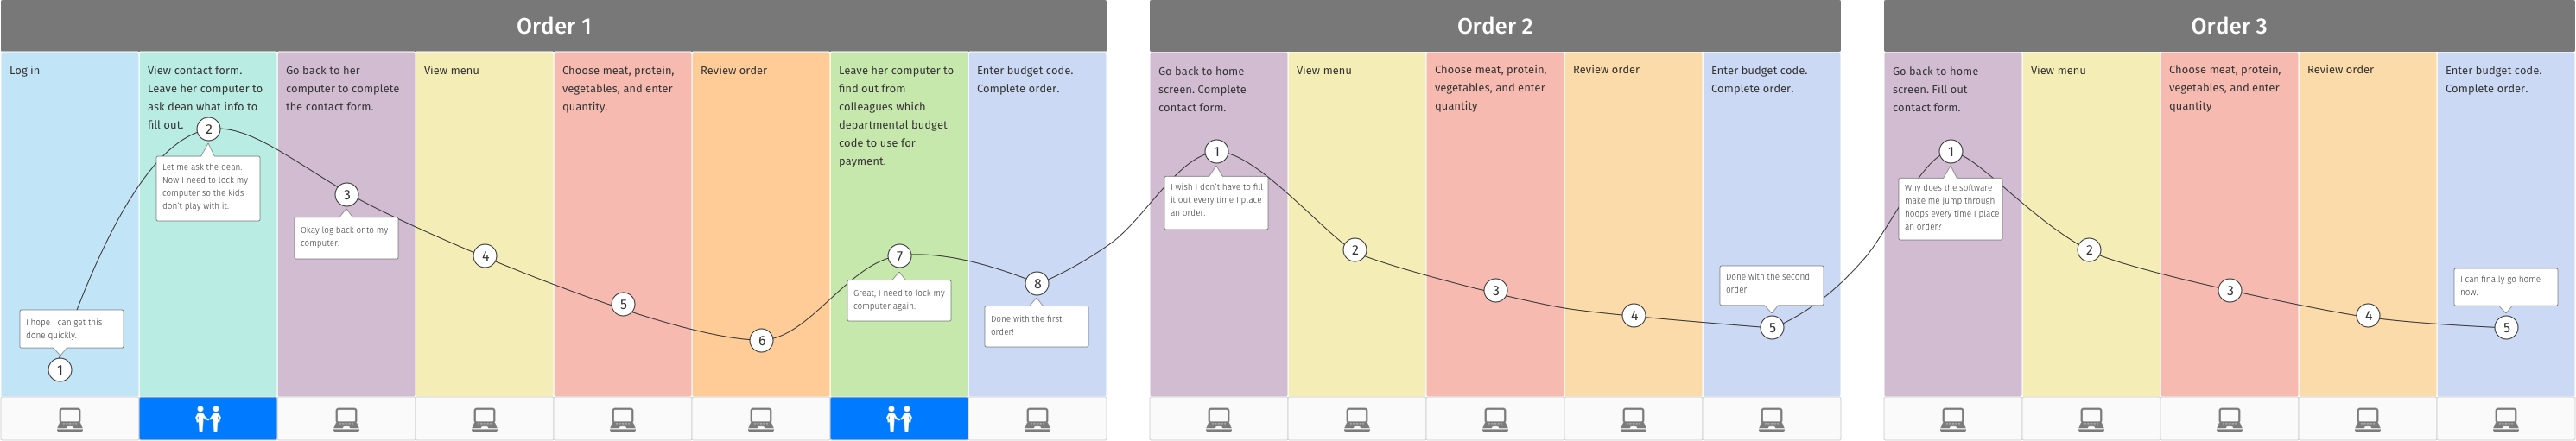 Order 1
Log in
1
I hope I can get this
done quickly.
View contact form.
Leave her computer to
ask dean what info to
fill out.
2
Let me ask the dean.
Now I need to lock my
computer so the kids
don't play with it.
Go back to her
computer to complete
the contact form.
3
Okay log back onto my
computer.
View menu
4
Choose meat, protein,
vegetables, and enter
quantity.
5
Review order
6
Leave her computer to
find out from
colleagues which
departmental budget
code to use for
payment.
7
Great, I need to lock my
computer again.
Enter budget code.
Complete order.
8
Done with the first
order!
Order 2
Go back to home
screen. Complete
contact form.
1
I wish I don't have to fill
it out every time I place
an order.
View menu
2
Choose meat, protein,
vegetables, and enter
quantity
3
Review order
4
Enter budget code.
Complete order.
Done with the second
order!
5
Order 3
Go back to home
screen. Fill out
contact form.
1
Why does the software
make me jump through
hoops every time I place
an order?
View menu
2
Choose meat, protein,
vegetables, and enter
quantity
3
Review order
4
Enter budget code.
Complete order.
I can finally go home
now.
5